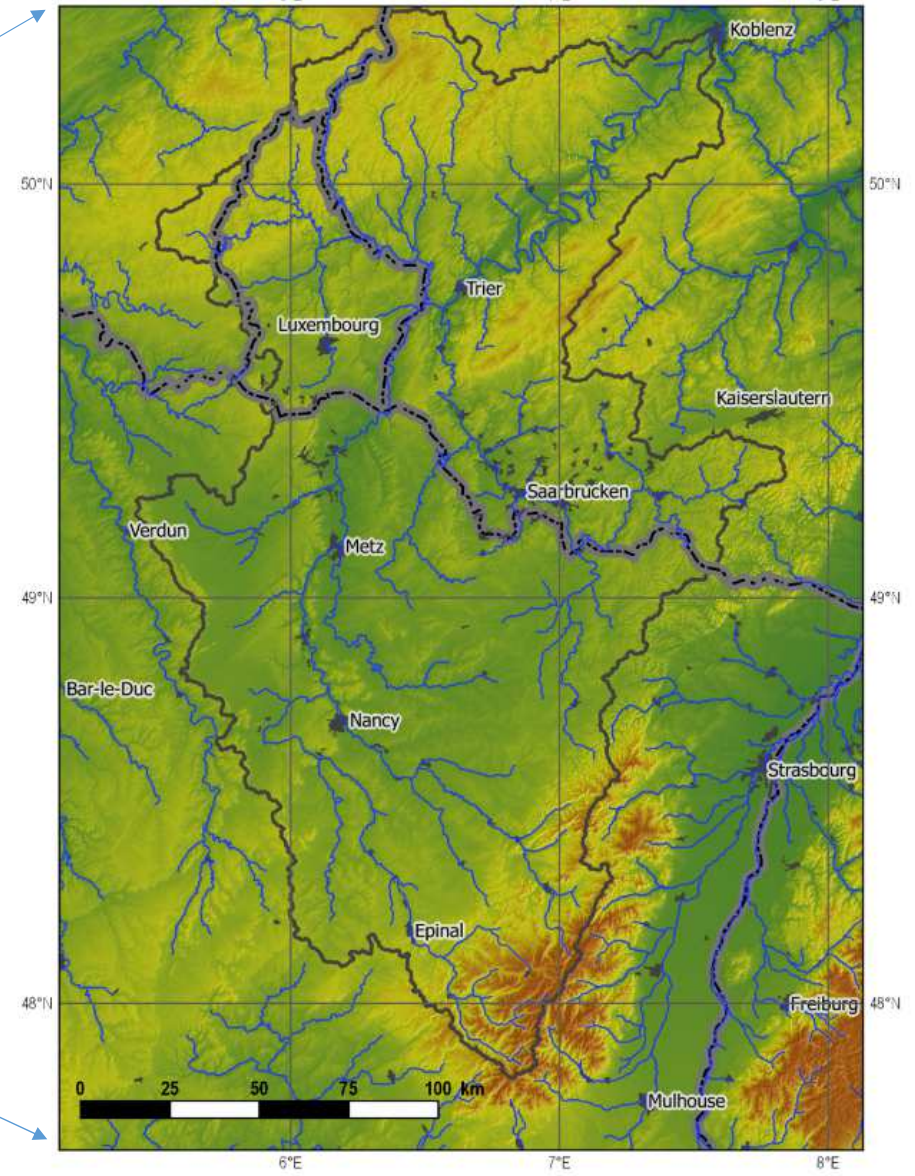 Koblenz
50°N
50°N
Trier
Luxembourg
Kaiserslautern
Saarbrucken
Verdun
Metz
49°N
49°N
Bar-le-Duc
Nancy
Strasbourg
Epinal
48°N
Freiburg
48°N
0 25 50 75 100 km
Mulhouse
6°E
7°E
8°E